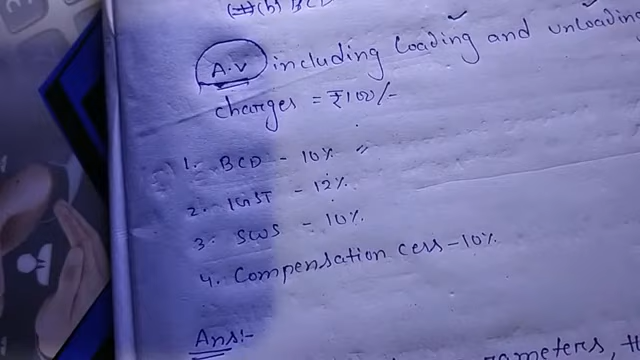 (b) BCD
A.V including loading and unloading
charges = ₹100/-
1. BCD - 10%
2. IGST - 12%
3. SWS - 10%
4. Compensation cess - 10%
Ans:-